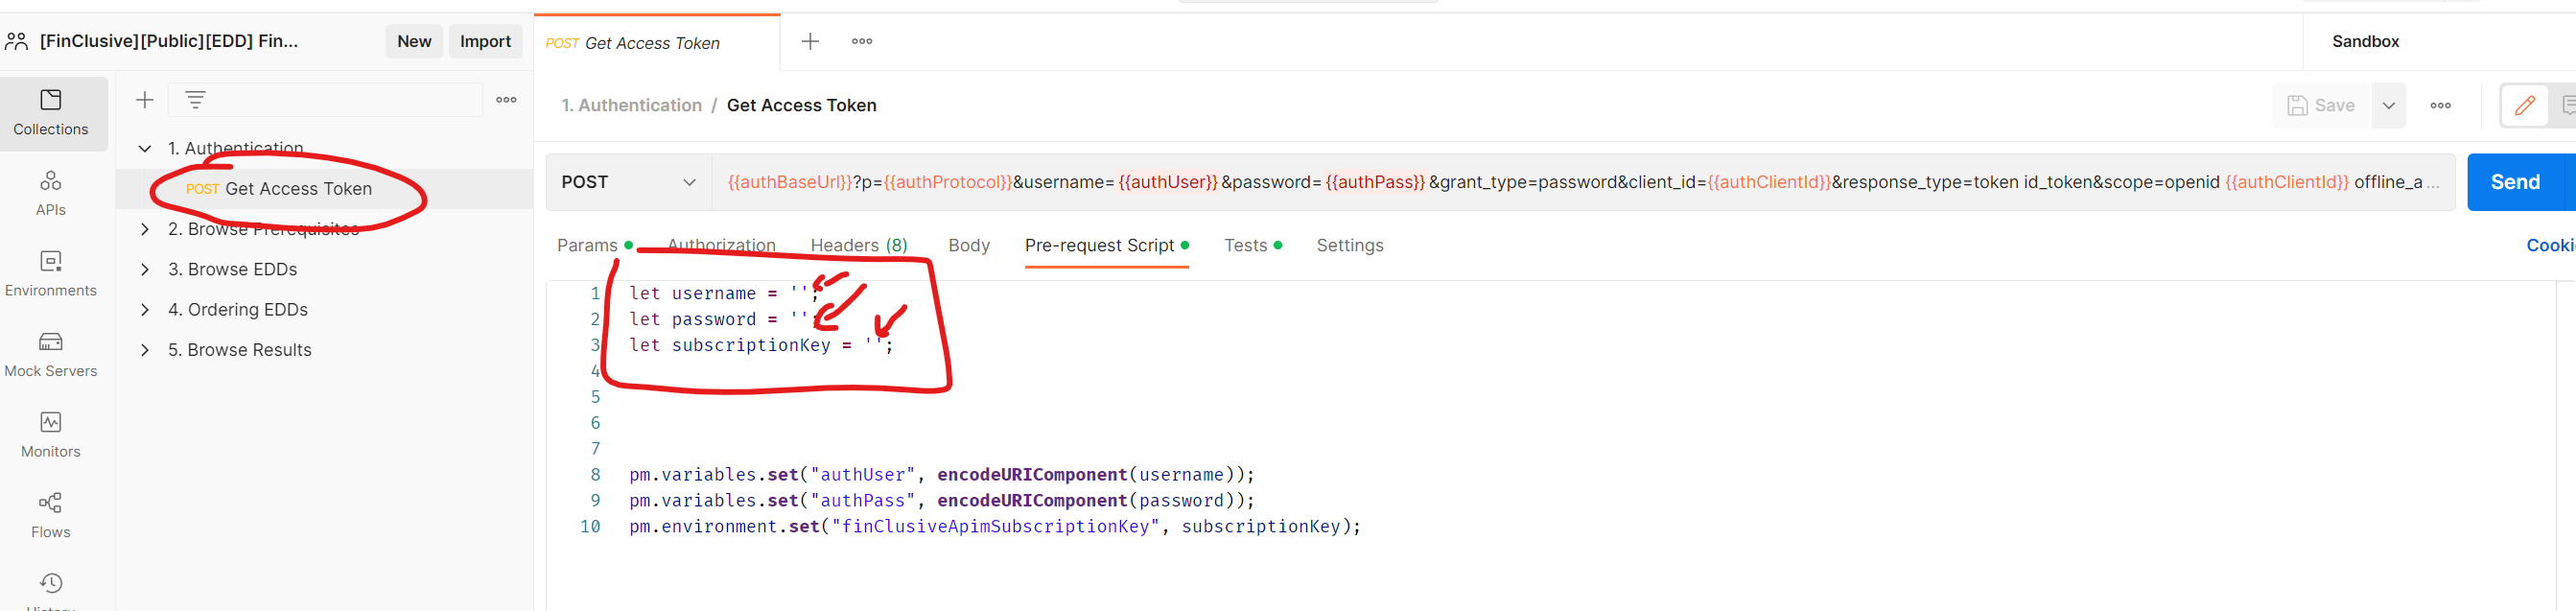 [FinClusive][Public][EDD] Fin...
New
Import
POST Get Access Token
Sandbox
Collections
APIs
Environments
Mock Servers
Monitors
Flows
History
1. Authentication
POST Get Access Token
2. Browse Prerequisites
3. Browse EDDs
4. Ordering EDDs
5. Browse Results
1. Authentication / Get Access Token
Save
POST
{{authBaseUrl}}?p={{authProtocol}}&username={{authUser}}&password={{authPass}}&grant_type=password&client_id={{authClientId}}&response_type=token id_token&scope=openid {{authClientId}} offline_a ...
Send
Params
Authorization
Headers (8)
Body
Pre-request Script
Tests
Settings
Cooki
1 let username = '';
2 let password = '';
3 let subscriptionKey = '';
4
5
6
7
8 pm.variables.set("authUser", encodeURIComponent(username));
9 pm.variables.set("authPass", encodeURIComponent(password));
10 pm.environment.set("finClusiveApimSubscriptionKey", subscriptionKey);